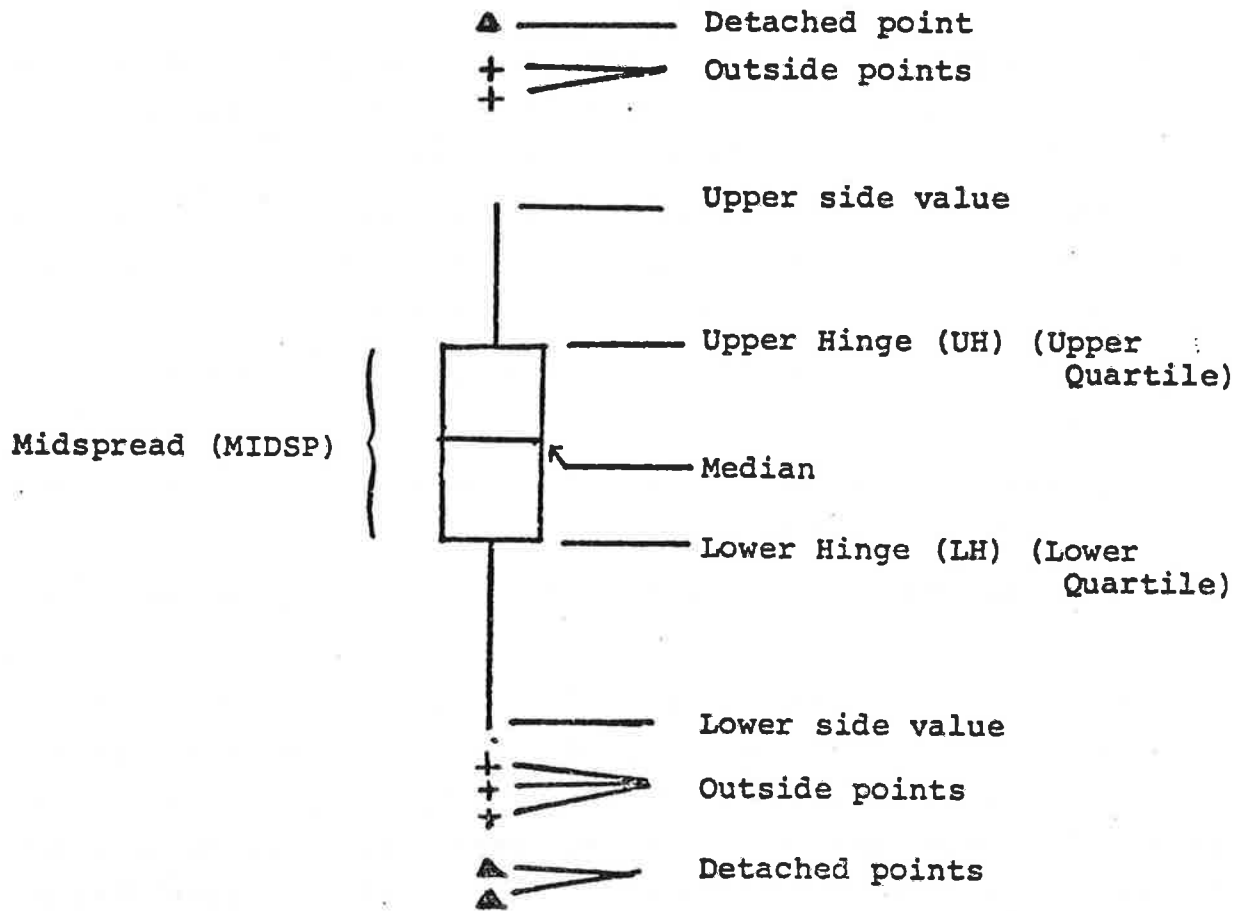 Detached point
Outside points
Upper side value
Upper Hinge (UH) (Upper
Quartile)
Midspread (MIDSP)
Median
Lower Hinge (LH) (Lower
Quartile)
Lower side value
Outside points
Detached points